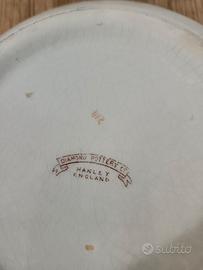 DIAMOND POTTERY Cº
HANLEY
ENGLAND
subito